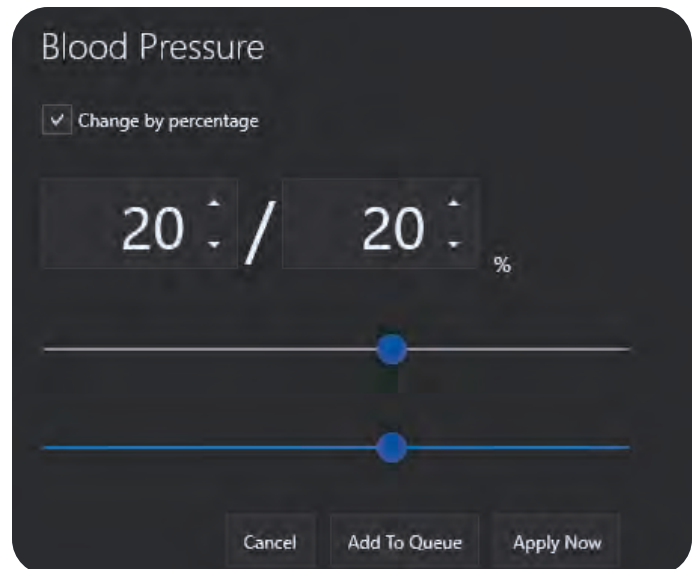 Blood Pressure
Change by percentage
20 / 20 %
Cancel Add To Queue Apply Now